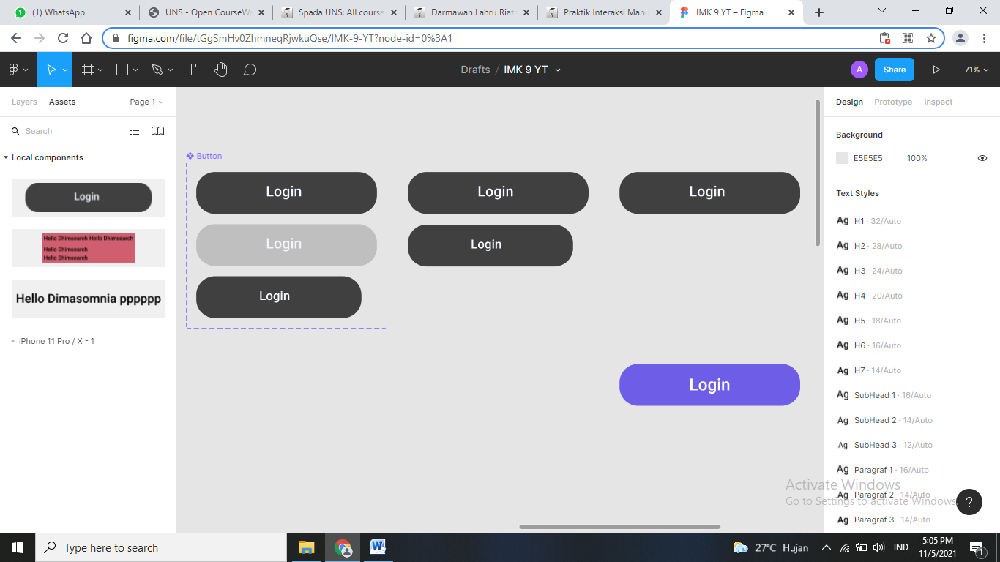 (1) WhatsApp
UNS - Open CourseWa
Spada UNS: All course
Darmawan Lahru Riatn
Praktik Interaksi Manu
IMK 9 YT – Figma
figma.com/file/tGgSmHv0ZhmneqRjwkuQse/IMK-9-YT?node-id=0%3A1
Drafts / IMK 9 YT
A
Share
71%
Layers
Assets
Page 1
Search
Local components
Login
Hello Dhimsearch Hello Dhimsearch
Hello Dhimsearch
Hello Dhimsearch
Hello Dimasomnia pppppp
iPhone 11 Pro / X - 1
Button
Login
Login
Login
Login
Login
Login
Login
Design
Prototype
Inspect
Background
E5E5E5 100%
Text Styles
Ag H1 · 32/Auto
Ag H2 · 28/Auto
Ag H3 · 24/Auto
Ag H4 · 20/Auto
Ag H5 · 18/Auto
Ag H6 · 16/Auto
Ag H7 · 14/Auto
Ag SubHead 1 · 16/Auto
Ag SubHead 2 · 14/Auto
Ag SubHead 3 · 12/Auto
Ag Paragraf 1 · 16/Auto
Ag Paragraf 2 · 14/Auto
Ag Paragraf 3 · 14/Auto
Activate Windows
Go to Settings to activate Windows.
?
Type here to search
27°C Hujan
IND
5:05 PM
11/5/2021
1